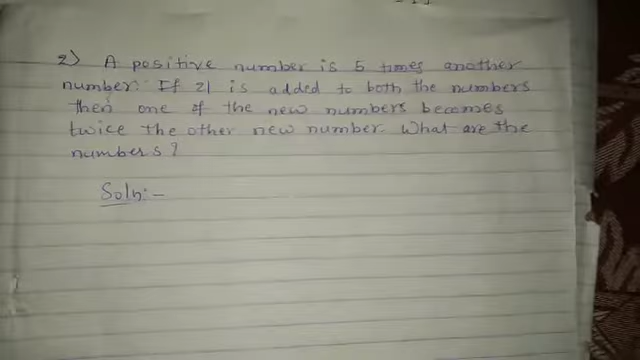 2) A positive number is 5 times another
number. If 21 is added to both the numbers
then one of the new numbers becomes
twice the other new number. What are the
numbers?
Soln:-